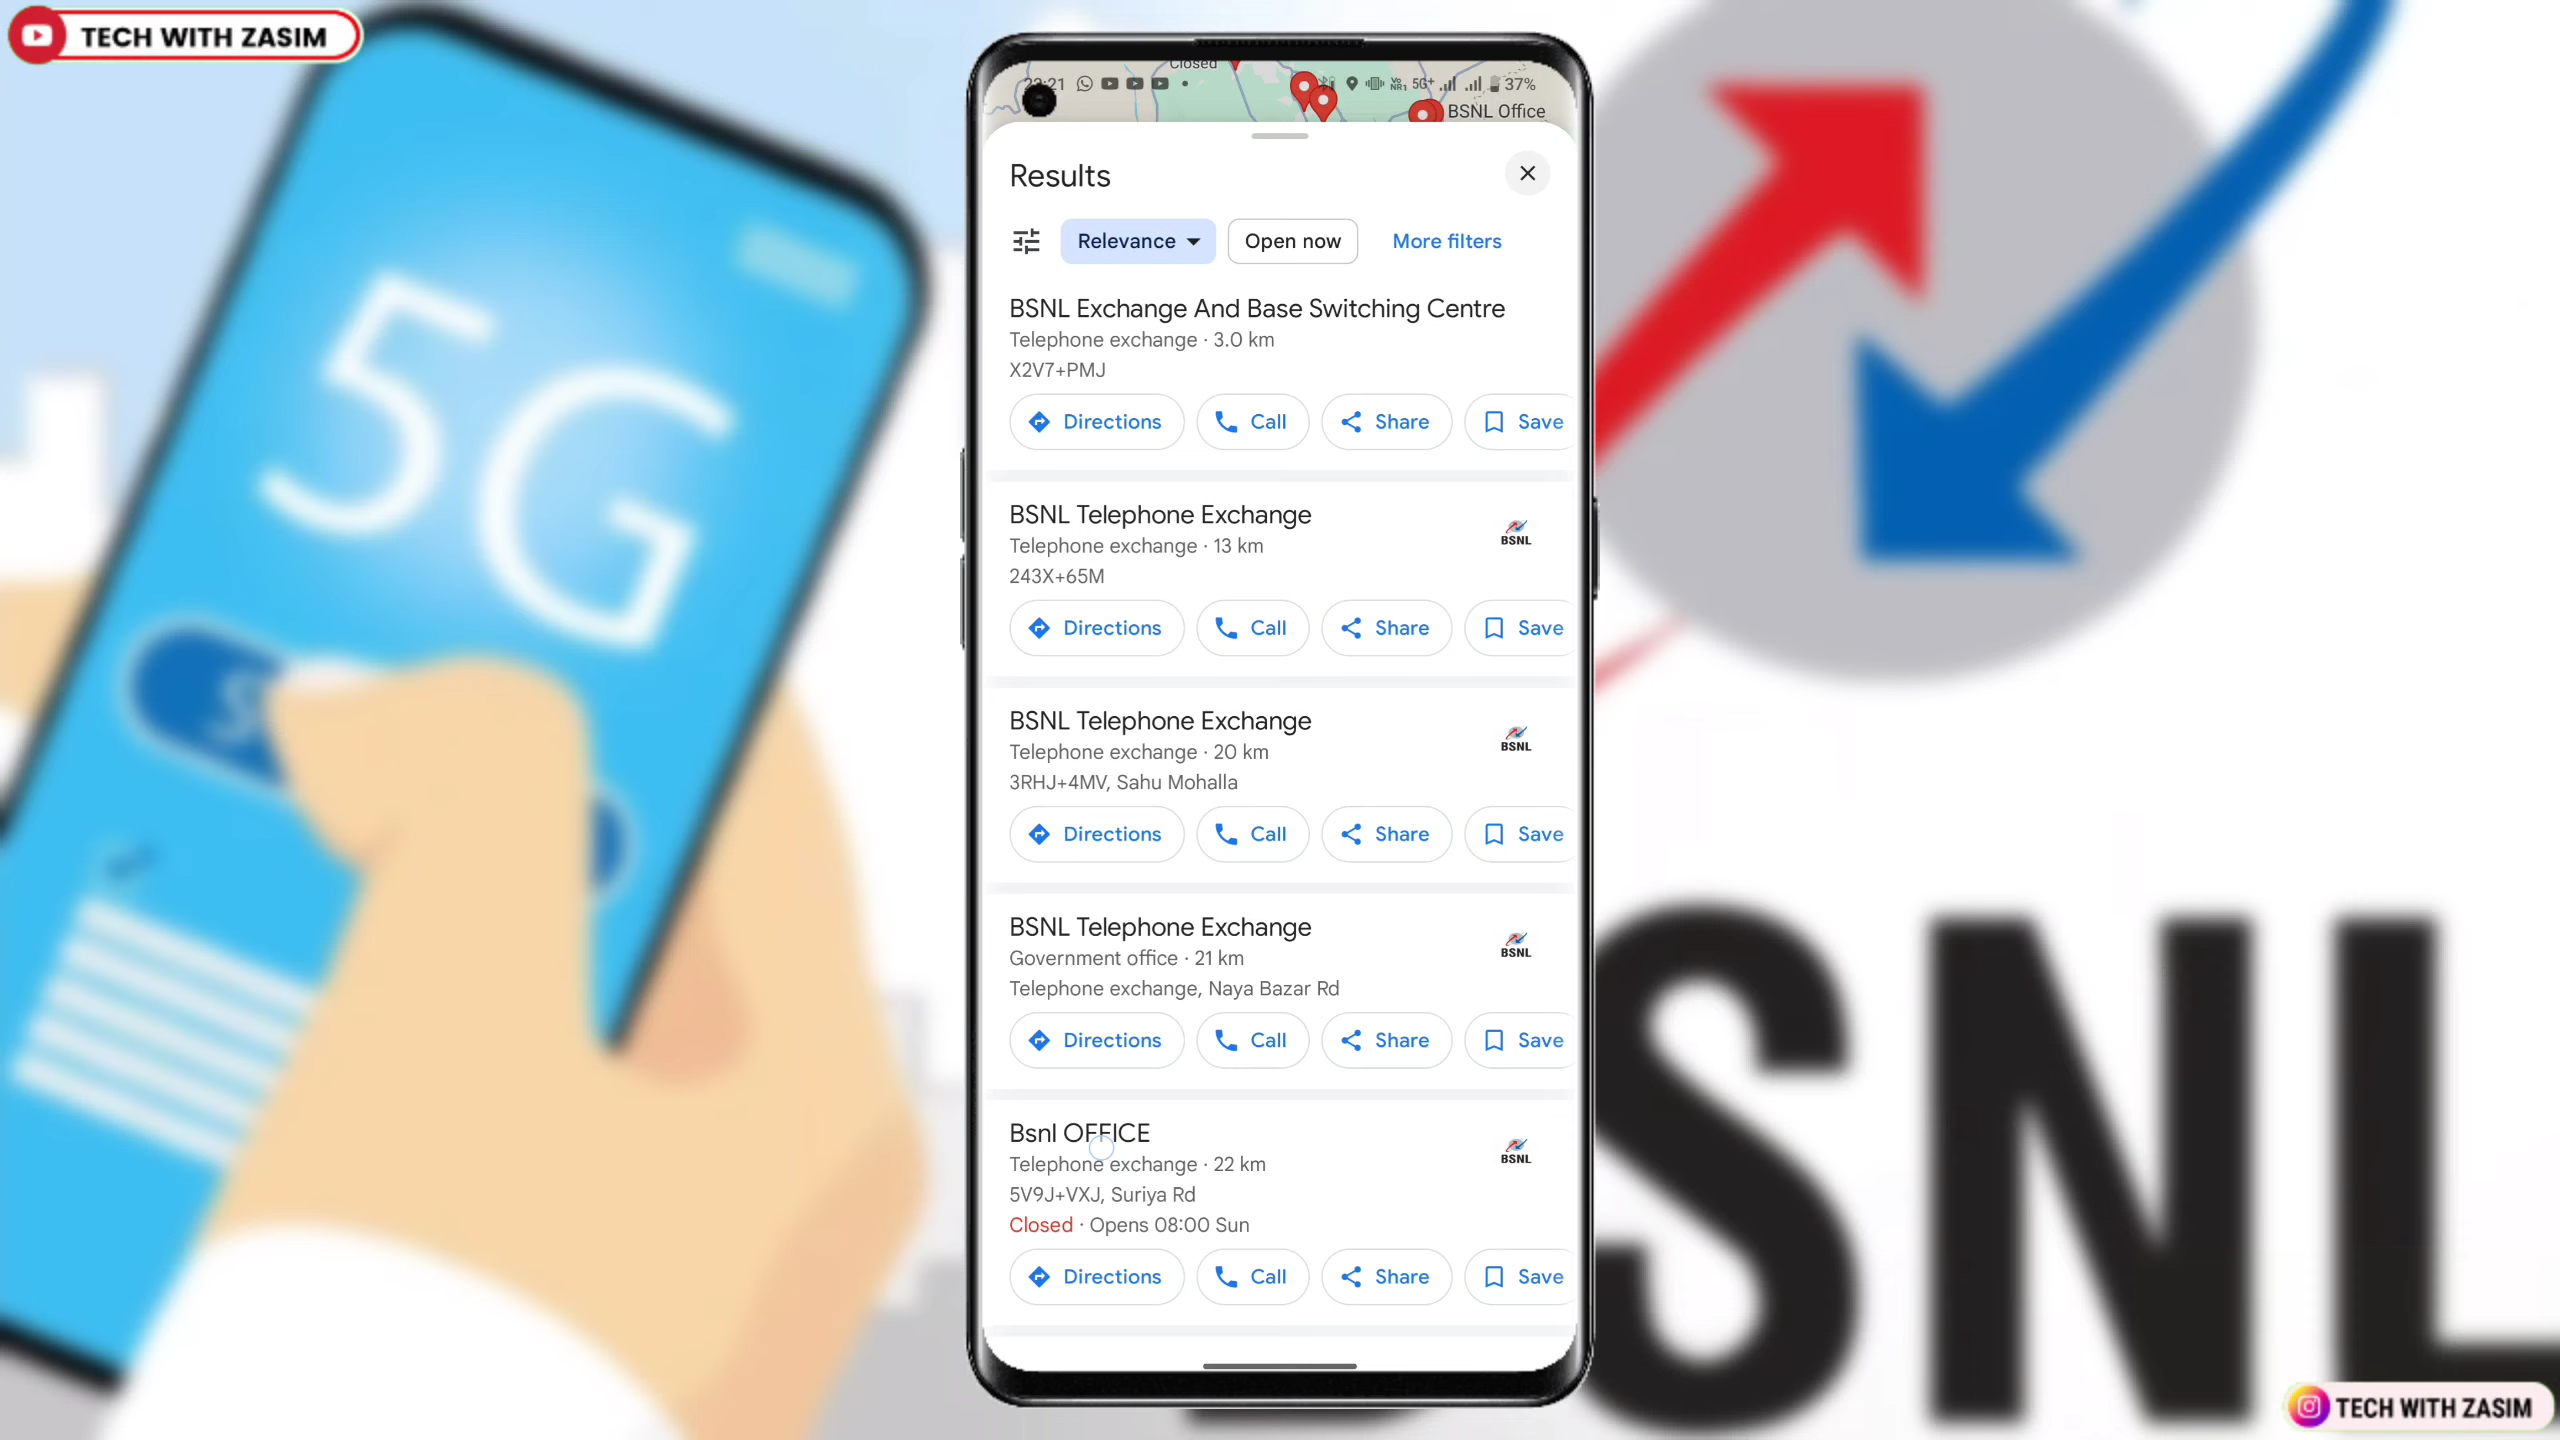 TECH WITH ZASIM
5G
Closed
23:21
5G+
37%
BSNL Office
Results
Relevance
Open now
More filters
BSNL Exchange And Base Switching Centre
Telephone exchange · 3.0 km
X2V7+PMJ
Directions
Call
Share
Save
BSNL Telephone Exchange
Telephone exchange · 13 km
243X+65M
BSNL
Directions
Call
Share
Save
BSNL Telephone Exchange
Telephone exchange · 20 km
3RHJ+4MV, Sahu Mohalla
BSNL
Directions
Call
Share
Save
BSNL Telephone Exchange
Government office · 21 km
Telephone exchange, Naya Bazar Rd
BSNL
Directions
Call
Share
Save
Bsnl OFFICE
Telephone exchange · 22 km
5V9J+VXJ, Suriya Rd
Closed · Opens 08:00 Sun
BSNL
Directions
Call
Share
Save
SNL
TECH WITH ZASIM